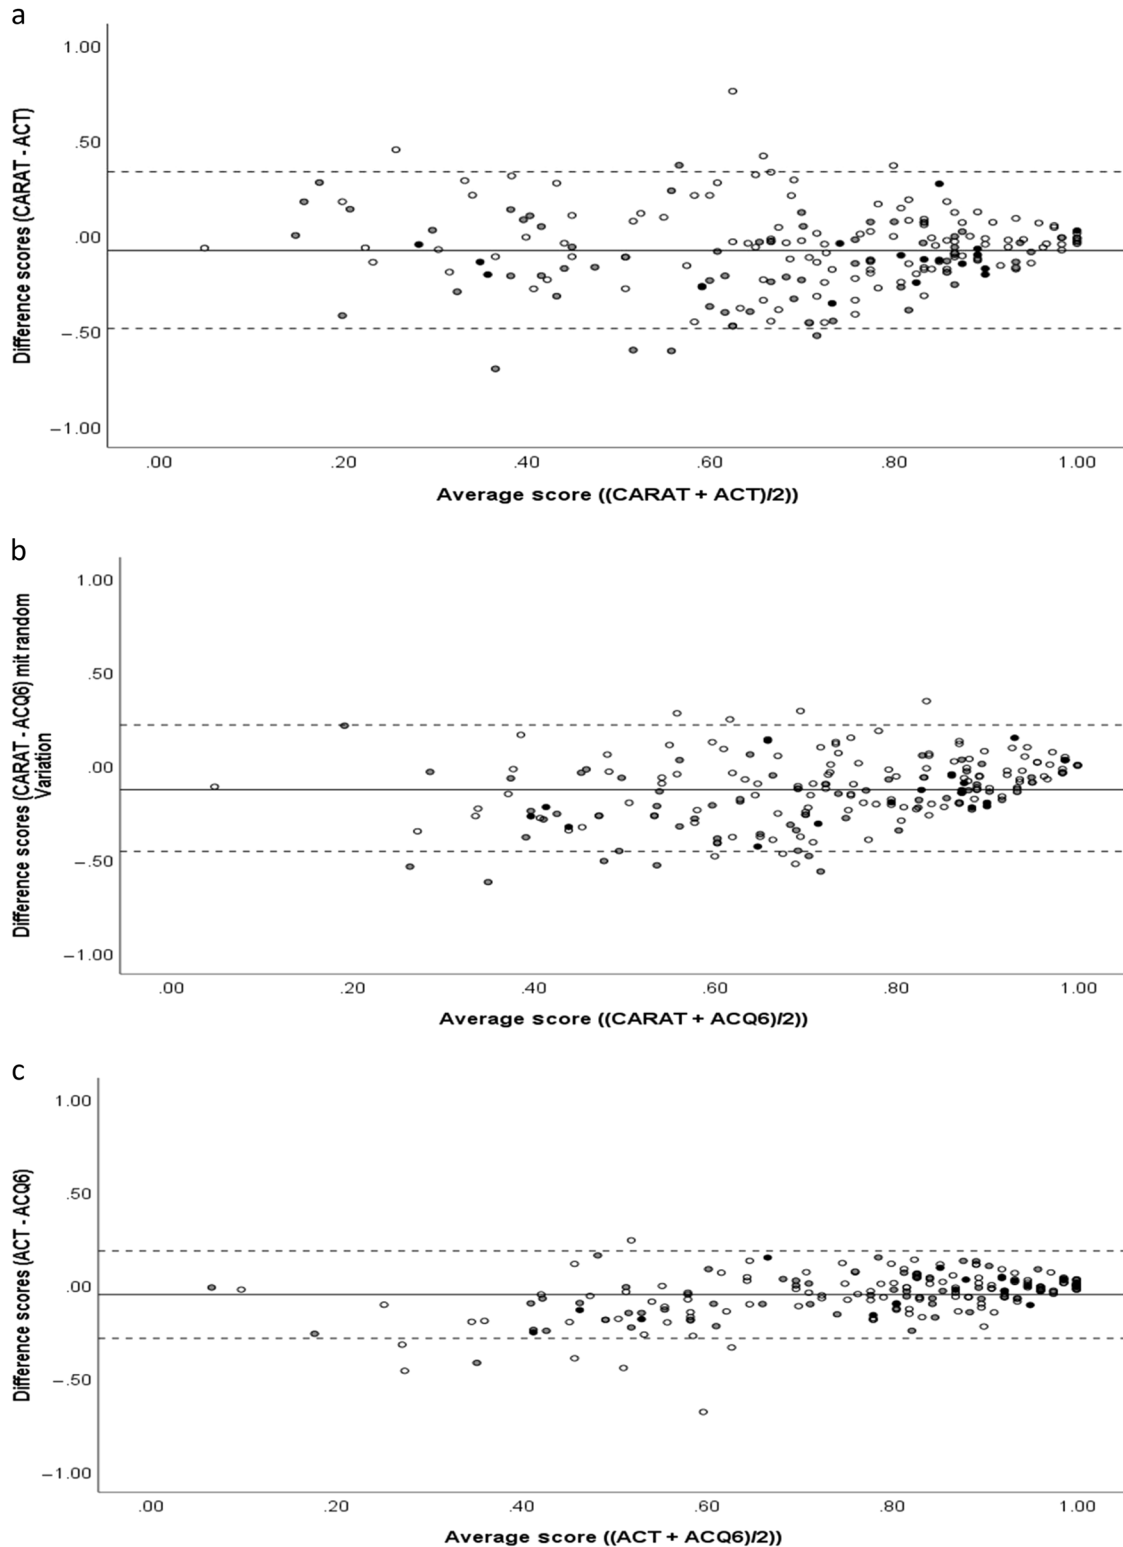 a
1.00
.50
.00
−.50
−1.00
Difference scores (CARAT - ACT)
.00 .20 .40 .60 .80 1.00
Average score ((CARAT + ACT)/2))
b
1.00
.50
.00
−.50
−1.00
Difference scores (CARAT - ACQ6) mit random
Variation
.00 .20 .40 .60 .80 1.00
Average score ((CARAT + ACQ6)/2))
c
1.00
.50
.00
−.50
−1.00
Difference scores (ACT - ACQ6)
.00 .20 .40 .60 .80 1.00
Average score ((ACT + ACQ6)/2))